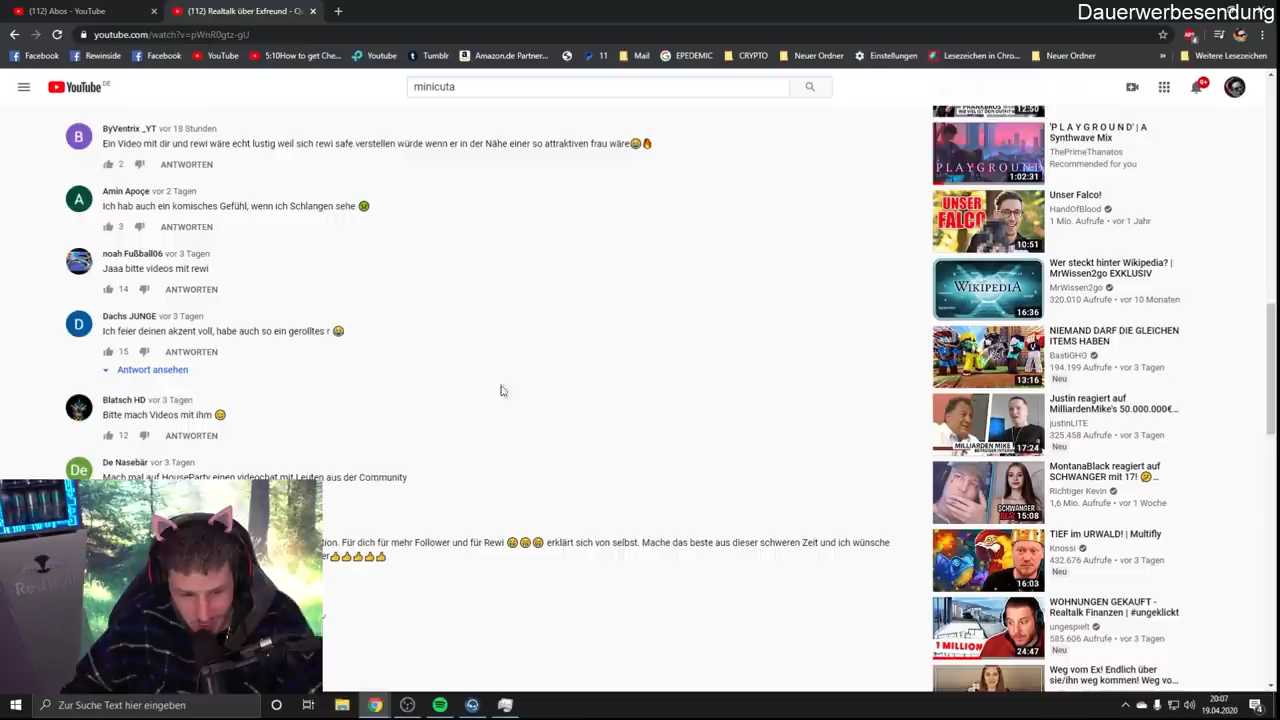 Dauerwerbesendung
(112) Abos - YouTube
(112) Realtalk über Exfreund - Q
youtube.com/watch?v=pWnR0gtz-gU
Facebook
Rewinside
Facebook
YouTube
5:10How to get Che...
Youtube
Tumblr
Amazon.de Partner...
11
Mail
EPEDEMIC
CRYPTO
Neuer Ordner
Einstellungen
Lesezeichen in Chro...
Neuer Ordner
»
Weitere Lesezeichen
YouTube DE
minicuta
9+
ByVentrix _YT vor 18 Stunden
Ein Video mit dir und rewi wäre echt lustig weil sich rewi safe verstellen würde wenn er in der Nähe einer so attraktiven frau wäre😂🔥
2 ANTWORTEN
Amin Apoçe vor 2 Tagen
Ich hab auch ein komisches Gefühl, wenn ich Schlangen sehe
3 ANTWORTEN
noah Fußball06 vor 3 Tagen
Jaaa bitte videos mit rewi
14 ANTWORTEN
Dachs JUNGE vor 3 Tagen
Ich feier deinen akzent voll, habe auch so ein gerolltes r 😂
15 ANTWORTEN
Antwort ansehen
Blatsch HD vor 3 Tagen
Bitte mach Videos mit ihm
12 ANTWORTEN
De Nasebär vor 3 Tagen
Mach mal auf HouseParty einen videochat mit Leuten aus der Community
tion. Für dich für mehr Follower und für Rewi erklärt sich von selbst. Mache das beste aus dieser schweren Zeit und ich wünsche
er👍👍👍👍👍
12:50
'P L A Y G R O U N D' | A
Synthwave Mix
ThePrimeThanatos
Recommended for you
PLAYGROUND
1:02:31
Unser Falco!
HandOfBlood
1 Mio. Aufrufe • vor 1 Jahr
UNSER
FALCO
10:51
Wer steckt hinter Wikipedia? |
MrWissen2go EXKLUSIV
MrWissen2go
320.010 Aufrufe • vor 10 Monaten
WIKIPEDIA
16:36
NIEMAND DARF DIE GLEICHEN
ITEMS HABEN
BastiGHG
194.199 Aufrufe • vor 3 Tagen
Neu
13:16
Justin reagiert auf
MilliardenMike's 50.000.000€...
justinLITE
325.458 Aufrufe • vor 3 Tagen
Neu
MILLIARDEN MIKE
17:24
MontanaBlack reagiert auf
SCHWANGER mit 17! 🤣...
Richtiger Kevin
1,6 Mio. Aufrufe • vor 1 Woche
SCHWANGER
15:08
TIEF im URWALD! | Multifly
Knossi
432.676 Aufrufe • vor 3 Tagen
Neu
16:03
WOHNUNGEN GEKAUFT -
Realtalk Finanzen | #ungeklickt
ungespielt
585.606 Aufrufe • vor 3 Tagen
Neu
1 MILLION
24:47
Weg vom Ex! Endlich über
sie/ihn weg kommen! Weg vo...
Zur Suche Text hier eingeben
20:07
19.04.2020
4